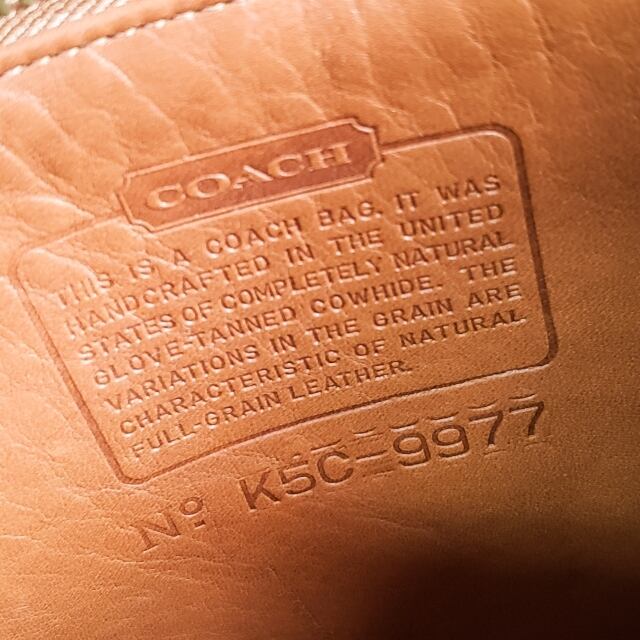 COACH
THIS IS A COACH BAG. IT WAS
HANDCRAFTED IN THE UNITED
STATES OF COMPLETELY NATURAL
GLOVE-TANNED COWHIDE. THE
VARIATIONS IN THE GRAIN ARE
CHARACTERISTIC OF NATURAL
FULL-GRAIN LEATHER.
Nº K5C-9977